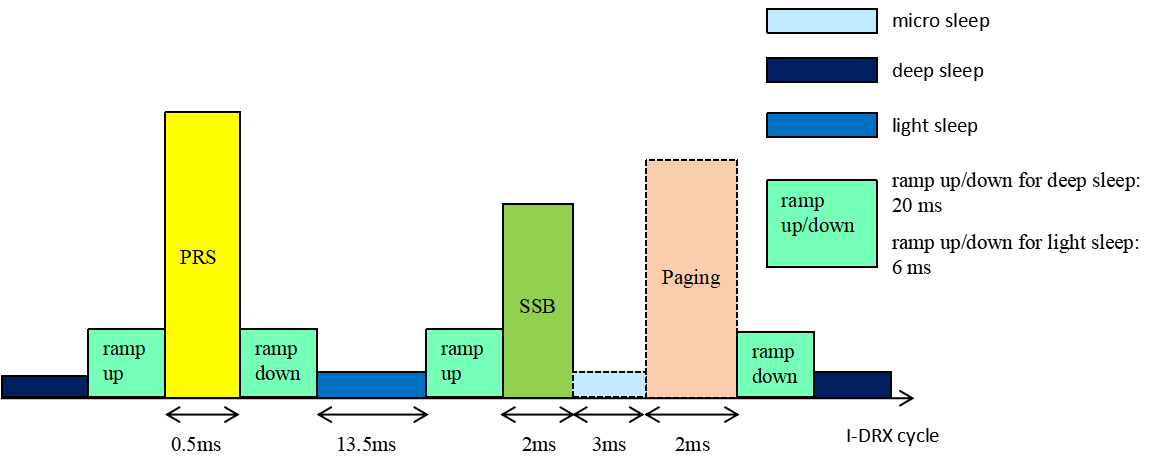 micro sleep
deep sleep
light sleep
ramp
up/down
ramp up/down for deep sleep:
20 ms
ramp up/down for light sleep:
6 ms
PRS
SSB
Paging
ramp
up
ramp
down
ramp
up
ramp
down
0.5ms
13.5ms
2ms
3ms
2ms
I-DRX cycle